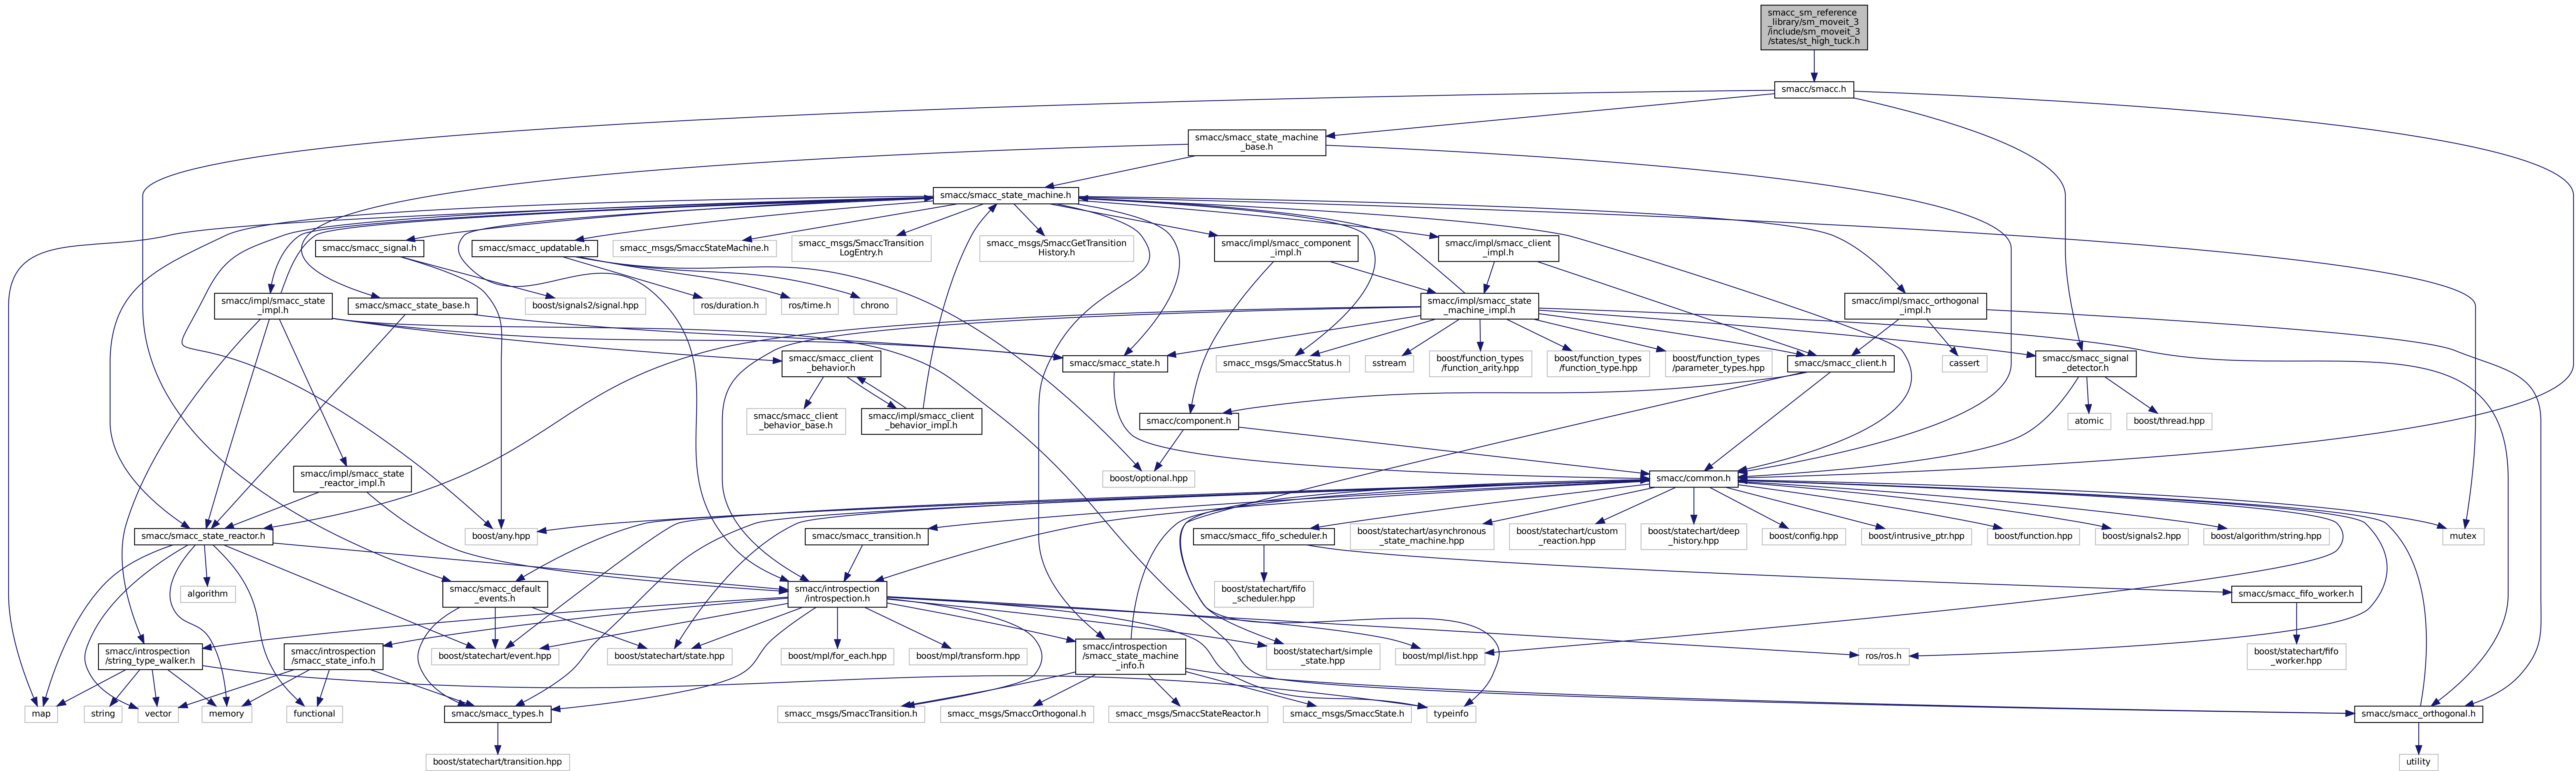 smacc_sm_reference
_library/sm_moveit_3
/include/sm_moveit_3
/states/st_high_tuck.h
smacc/smacc.h
smacc/smacc_state_machine
_base.h
smacc/smacc_state_machine.h
smacc/smacc_signal.h
smacc/smacc_updatable.h
smacc_msgs/SmaccStateMachine.h
smacc_msgs/SmaccTransition
LogEntry.h
smacc_msgs/SmaccGetTransition
History.h
smacc/impl/smacc_component
_impl.h
smacc/impl/smacc_client
_impl.h
smacc/impl/smacc_state
_impl.h
smacc/smacc_state_base.h
boost/signals2/signal.hpp
ros/duration.h
ros/time.h
chrono
smacc/impl/smacc_state
_machine_impl.h
smacc/impl/smacc_orthogonal
_impl.h
smacc/smacc_client
_behavior.h
smacc/smacc_state.h
smacc_msgs/SmaccStatus.h
sstream
boost/function_types
/function_arity.hpp
boost/function_types
/function_type.hpp
boost/function_types
/parameter_types.hpp
smacc/smacc_client.h
cassert
smacc/smacc_signal
_detector.h
smacc/smacc_client
_behavior_base.h
smacc/impl/smacc_client
_behavior_impl.h
smacc/component.h
atomic
boost/thread.hpp
smacc/impl/smacc_state
_reactor_impl.h
boost/optional.hpp
smacc/common.h
smacc/smacc_state_reactor.h
boost/any.hpp
smacc/smacc_transition.h
smacc/smacc_fifo_scheduler.h
boost/statechart/asynchronous
_state_machine.hpp
boost/statechart/custom
_reaction.hpp
boost/statechart/deep
_history.hpp
boost/config.hpp
boost/intrusive_ptr.hpp
boost/function.hpp
boost/signals2.hpp
boost/algorithm/string.hpp
mutex
algorithm
smacc/smacc_default
_events.h
smacc/introspection
/introspection.h
boost/statechart/fifo
_scheduler.hpp
smacc/smacc_fifo_worker.h
smacc/introspection
/string_type_walker.h
smacc/introspection
/smacc_state_info.h
boost/statechart/event.hpp
boost/statechart/state.hpp
boost/mpl/for_each.hpp
boost/mpl/transform.hpp
smacc/introspection
/smacc_state_machine
_info.h
boost/statechart/simple
_state.hpp
boost/mpl/list.hpp
ros/ros.h
boost/statechart/fifo
_worker.hpp
map
string
vector
memory
functional
smacc/smacc_types.h
smacc_msgs/SmaccTransition.h
smacc_msgs/SmaccOrthogonal.h
smacc_msgs/SmaccStateReactor.h
smacc_msgs/SmaccState.h
typeinfo
smacc/smacc_orthogonal.h
boost/statechart/transition.hpp
utility